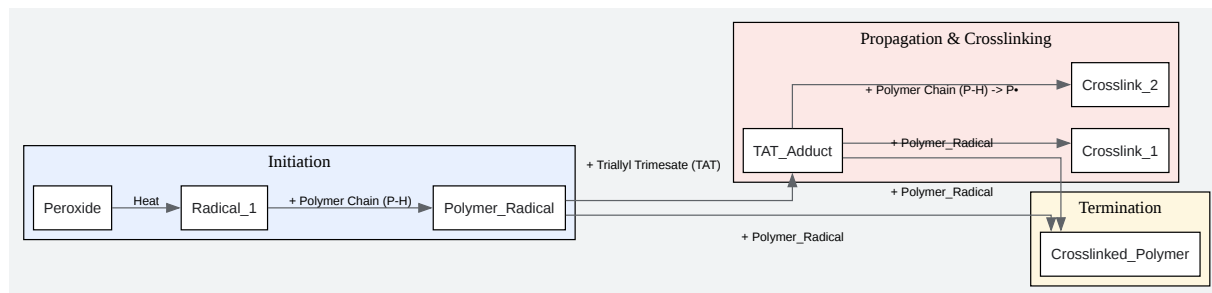 Propagation & Crosslinking
Crosslink_2
+ Polymer Chain (P-H) -> P•
TAT_Adduct
+ Polymer_Radical
Crosslink_1
+ Triallyl Trimesate (TAT)
Initiation
Peroxide
Heat
Radical_1
+ Polymer Chain (P-H)
Polymer_Radical
+ Polymer_Radical
+ Polymer_Radical
Termination
Crosslinked_Polymer